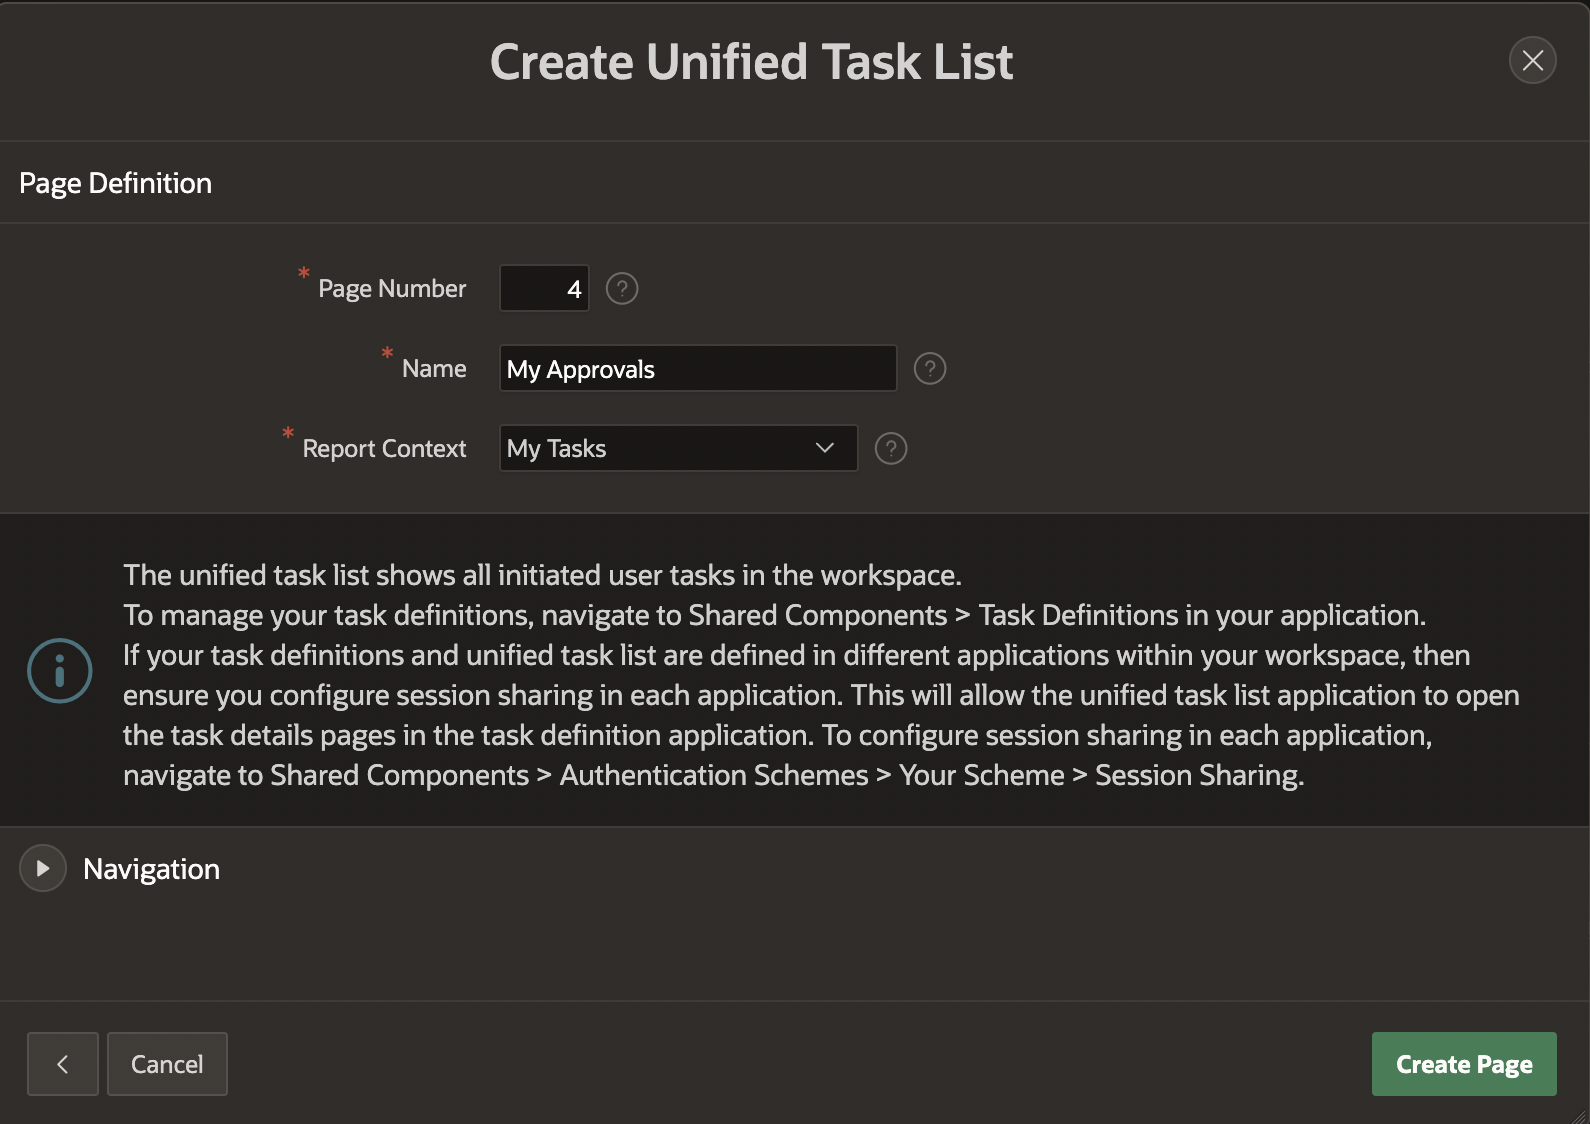 Create Unified Task List
Page Definition
* Page Number 4 ?
* Name My Approvals ?
* Report Context My Tasks ?
The unified task list shows all initiated user tasks in the workspace.
To manage your task definitions, navigate to Shared Components > Task Definitions in your application.
If your task definitions and unified task list are defined in different applications within your workspace, then
ensure you configure session sharing in each application. This will allow the unified task list application to open
the task details pages in the task definition application. To configure session sharing in each application,
navigate to Shared Components > Authentication Schemes > Your Scheme > Session Sharing.
Navigation
Cancel
Create Page